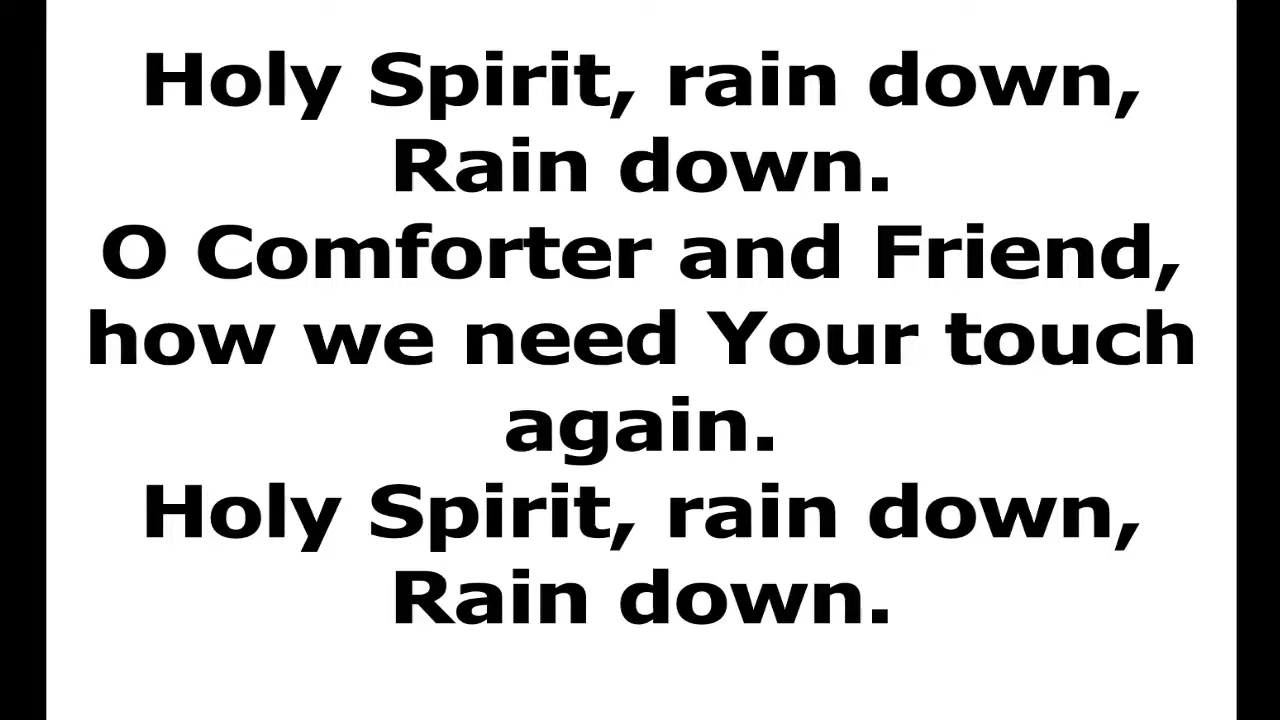 Holy Spirit, rain down,
Rain down.
O Comforter and Friend,
how we need Your touch
again.
Holy Spirit, rain down,
Rain down.